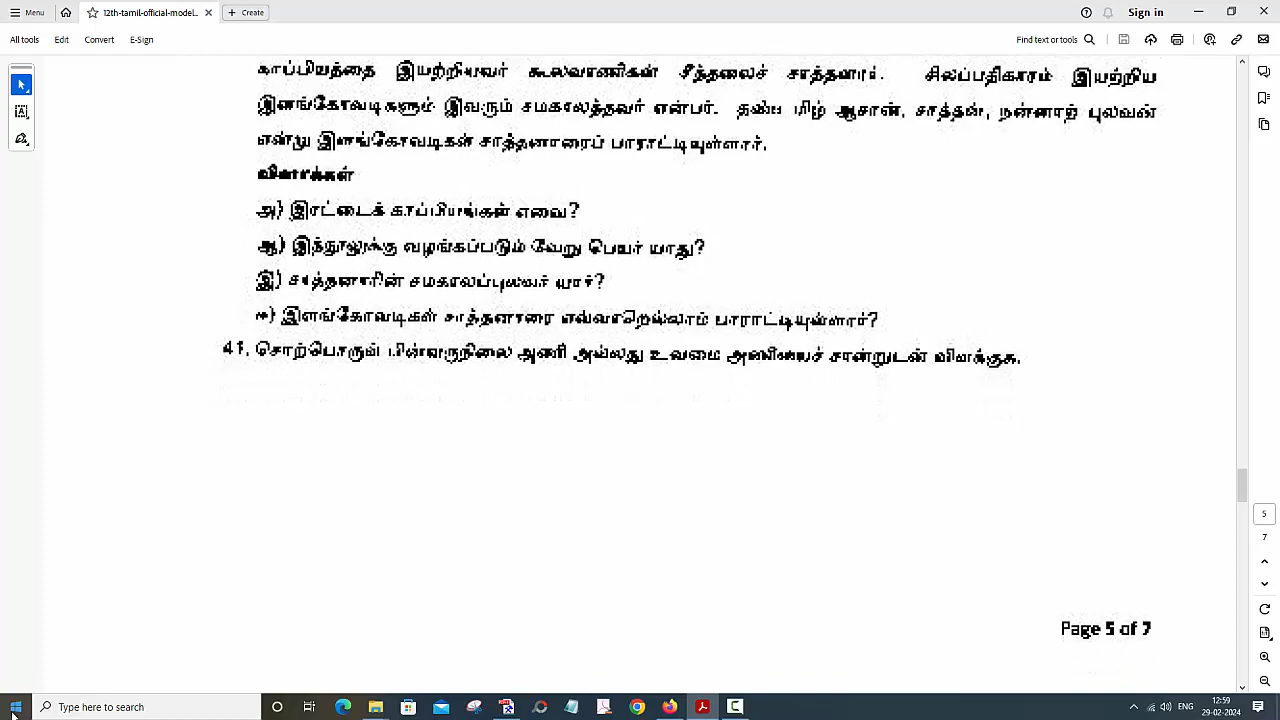 Menu 12th-tamil-official-model... Create Sign in
All tools Edit Convert E-Sign Find text or tools
காப்பியத்தை இயற்றியவர் கூலவாணிகன் சீத்தலைச் சாத்தனார். சிலப்பதிகாரம் இயற்றிய
இளங்கோவடிகளும் இவரும் சமகாலத்தவர் என்பர். தண்டமிழ் ஆசான், சாத்தன், நன்னூற் புலவன்
என்று இளங்கோவடிகள் சாத்தனாரைப் பாராட்டியுள்ளார்.
வினாக்கள்
அ) இரட்டைக் காப்பியங்கள் எவை?
ஆ) இந்நூலுக்கு வழங்கப்படும் வேறு பெயர் யாது?
இ) சாத்தனாரின் சமகாலப்புலவர் யார்?
ஈ) இளங்கோவடிகள் சாத்தனாரை எவ்வாறெல்லாம் பாராட்டியுள்ளார்?
41. சொற்பொருள் பின்வருநிலை அணி அல்லது உவமை அணியைச் சான்றுடன் விளக்குக.
5
7
Page 5 of 7
Type here to search ENG 12:59
29-02-2024